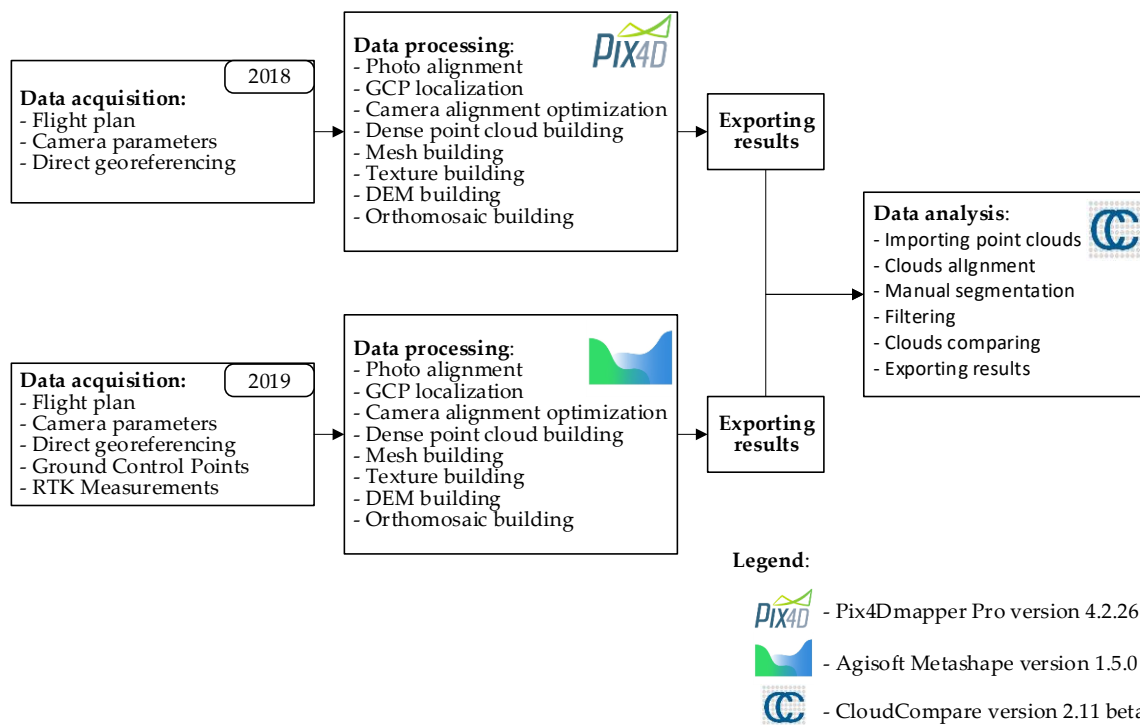 2018
Data acquisition:
- Flight plan
- Camera parameters
- Direct georeferencing
Data processing:
PIX4D
- Photo alignment
- GCP localization
- Camera alignment optimization
- Dense point cloud building
- Mesh building
- Texture building
- DEM building
- Orthomosaic building
Exporting
results
2019
Data acquisition:
- Flight plan
- Camera parameters
- Direct georeferencing
- Ground Control Points
- RTK Measurements
Data processing:
- Photo alignment
- GCP localization
- Camera alignment optimization
- Dense point cloud building
- Mesh building
- Texture building
- DEM building
- Orthomosaic building
Exporting
results
Data analysis:
CC
- Importing point clouds
- Clouds alIgnment
- Manual segmentation
- Filtering
- Clouds comparing
- Exporting results
Legend:
PIX4D - Pix4Dmapper Pro version 4.2.26
- Agisoft Metashape version 1.5.0
CC - CloudCompare version 2.11 beta